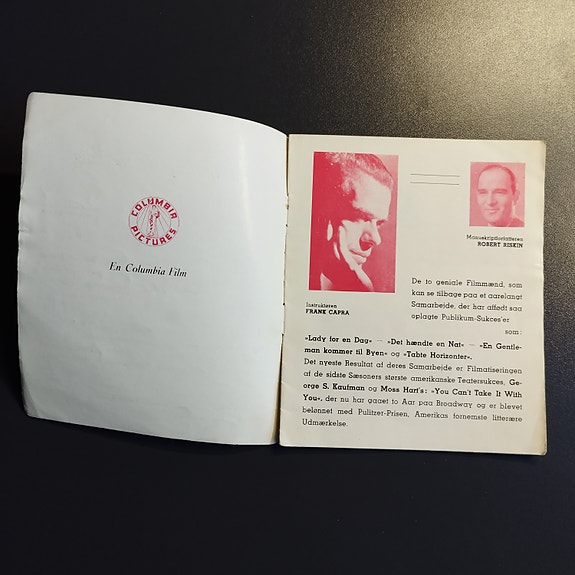 COLUMBIA
PICTURES
En Columbia Film
Manuskriptforfatteren
ROBERT RISKIN
Instruktøren
FRANK CAPRA
De to geniale Filmmænd, som
kan se tilbage paa et aarelangt
Samarbejde, der har affødt saa
oplagte Publikum-Sukces'er
som:
»Lady for en Dag« — »Det hændte en Nat« — »En Gentle-
man kommer til Byen« og »Tabte Horizonter«.
Det nyeste Resultat af deres Samarbejde er Filmatiseringen
af de sidste Sæsoners største amerikanske Teatersukces, Ge-
orge S. Kaufman og Moss Hart's: »You Can't Take It With
You«, der nu har gaaet to Aar paa Broadway og er blevet
belønnet med Pulitzer-Prisen, Amerikas fornemste litterære
Udmærkelse.